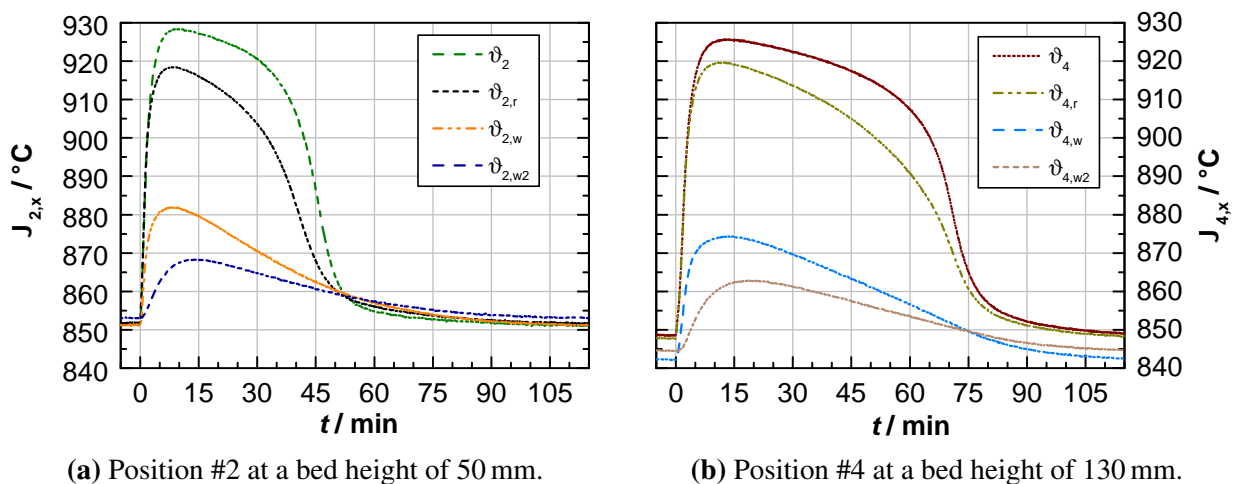 930
920
910
900
890
880
870
860
850
840
J2,x / °C
ϑ2
ϑ2,r
ϑ2,w
ϑ2,w2
0 15 30 45 60 75 90 105
t / min
(a) Position #2 at a bed height of 50 mm.
ϑ4
ϑ4,r
ϑ4,w
ϑ4,w2
930
920
910
900
890
880
870
860
850
840
J4,x / °C
0 15 30 45 60 75 90 105
t / min
(b) Position #4 at a bed height of 130 mm.